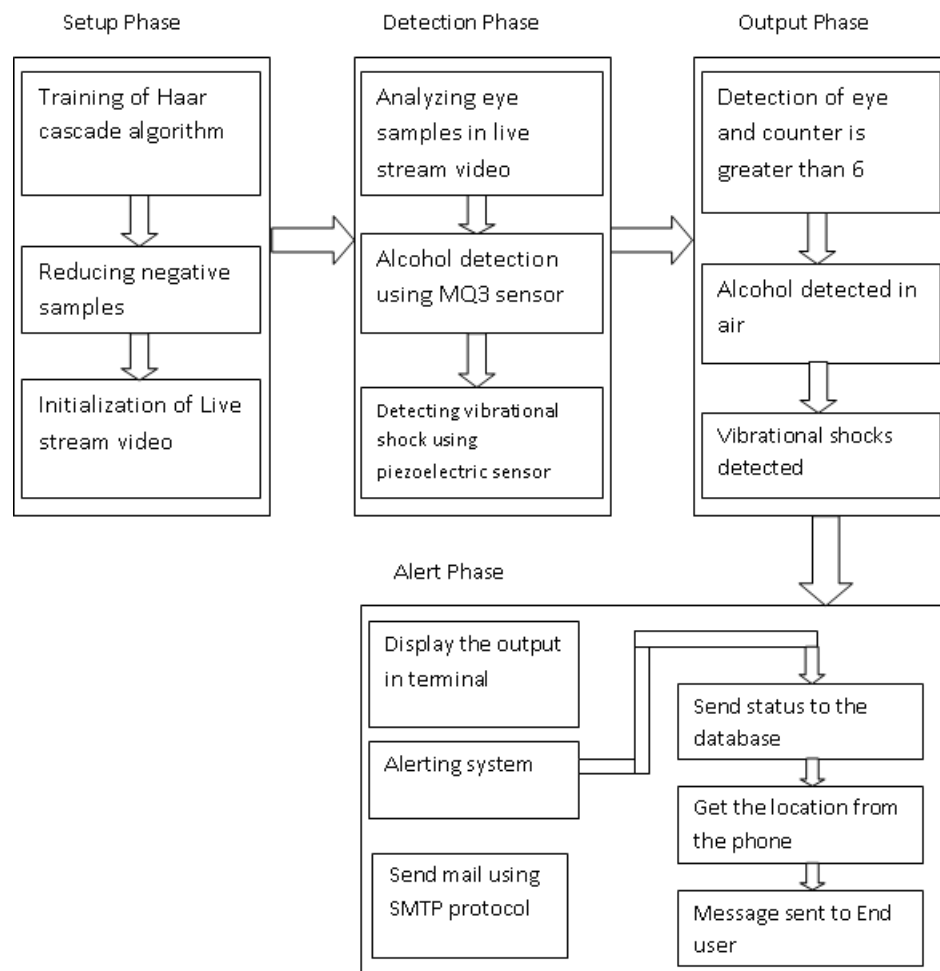 Setup Phase
Training of Haar
cascade algorithm
Reducing negative
samples
Initialization of Live
stream video
Detection Phase
Analyzing eye
samples in live
stream video
Alcohol detection
using MQ3 sensor
Detecting vibrational
shock using
piezoelectric sensor
Output Phase
Detection of eye
and counter is
greater than 6
Alcohol detected in
air
Vibrational shocks
detected
Alert Phase
Display the output
in terminal
Alerting system
Send mail using
SMTP protocol
Send status to the
database
Get the location from
the phone
Message sent to End
user